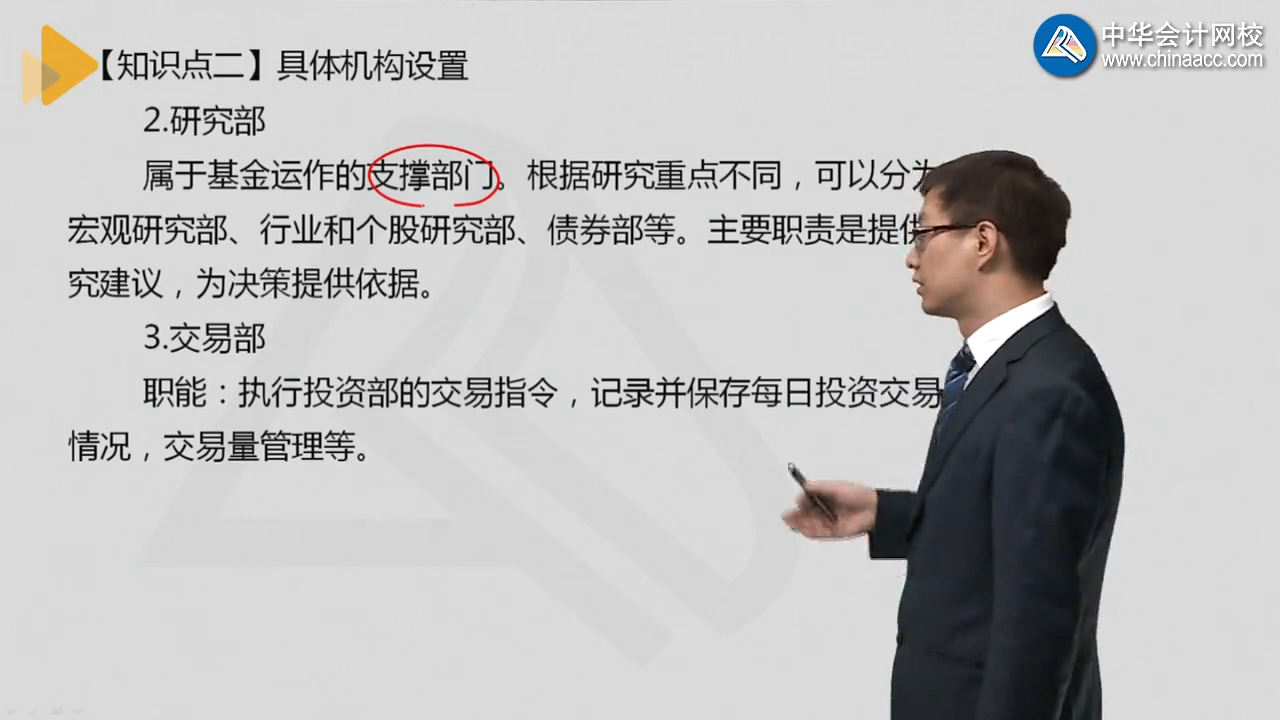 【知识点二】具体机构设置
中华会计网校
www.chinaacc.com
2.研究部
属于基金运作的支撑部门。根据研究重点不同，可以分为
宏观研究部、行业和个股研究部、债券部等。主要职责是提供
究建议，为决策提供依据。
3.交易部
职能：执行投资部的交易指令，记录并保存每日投资交易
情况，交易量管理等。